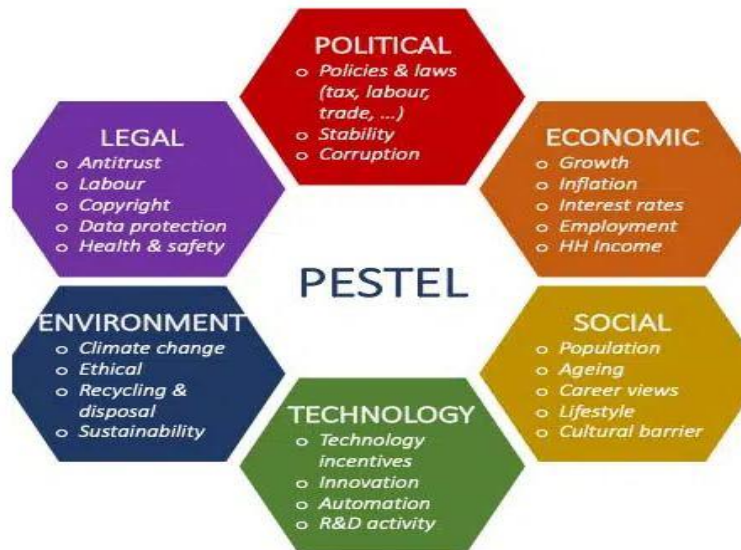 POLITICAL
o Policies & laws
(tax, labour,
trade, ...)
o Stability
o Corruption
ECONOMIC
o Growth
o Inflation
o Interest rates
o Employment
o HH Income
SOCIAL
o Population
o Ageing
o Career views
o Lifestyle
o Cultural barrier
TECHNOLOGY
o Technology
incentives
o Innovation
o Automation
o R&D activity
ENVIRONMENT
o Climate change
o Ethical
o Recycling &
disposal
o Sustainability
LEGAL
o Antitrust
o Labour
o Copyright
o Data protection
o Health & safety
PESTEL